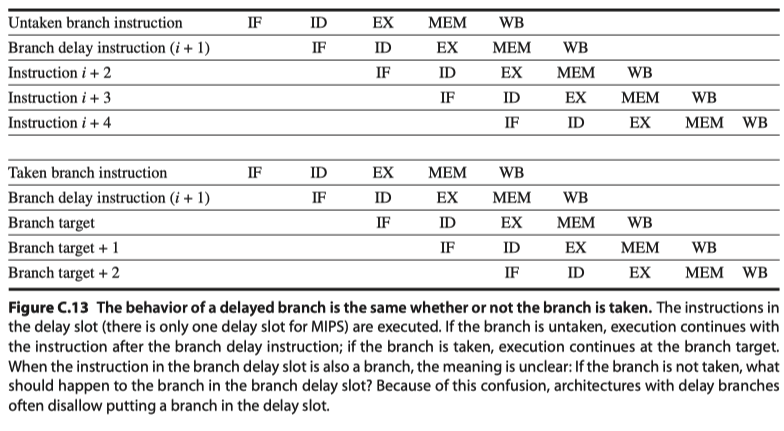 Untaken branch instruction IF ID EX MEM WB
Branch delay instruction (i + 1) IF ID EX MEM WB
Instruction i + 2 IF ID EX MEM WB
Instruction i + 3 IF ID EX MEM WB
Instruction i + 4 IF ID EX MEM WB
Taken branch instruction IF ID EX MEM WB
Branch delay instruction (i + 1) IF ID EX MEM WB
Branch target IF ID EX MEM WB
Branch target + 1 IF ID EX MEM WB
Branch target + 2 IF ID EX MEM WB
Figure C.13 The behavior of a delayed branch is the same whether or not the branch is taken. The instructions in
the delay slot (there is only one delay slot for MIPS) are executed. If the branch is untaken, execution continues with
the instruction after the branch delay instruction; if the branch is taken, execution continues at the branch target.
When the instruction in the branch delay slot is also a branch, the meaning is unclear: If the branch is not taken, what
should happen to the branch in the branch delay slot? Because of this confusion, architectures with delay branches
often disallow putting a branch in the delay slot.